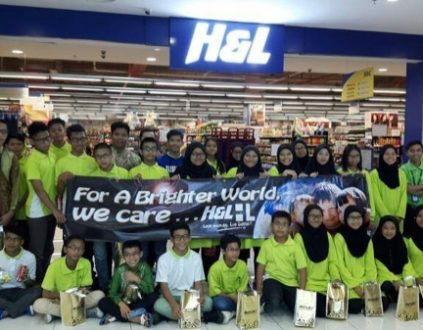 H&L
For A Brighter World,
we care ... H&L